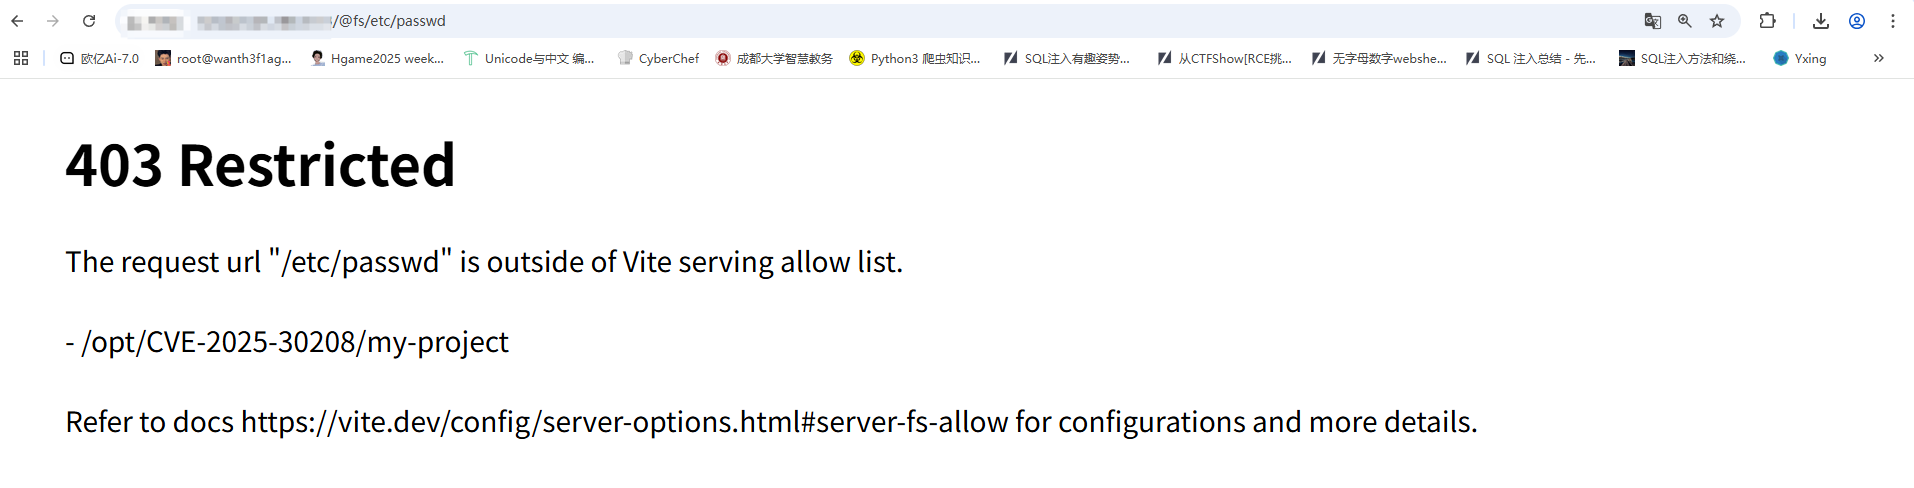 /@fs/etc/passwd
欧亿Ai-7.0 root@wanth3f1ag... Hgame2025 week... Unicode与中文 编... CyberChef 成都大学智慧教务 Python3 爬虫知识... SQL注入有趣姿势... 从CTFShow[RCE挑... 无字母数字webshe... SQL 注入总结 - 先... SQL注入方法和绕... Yxing »
403 Restricted
The request url "/etc/passwd" is outside of Vite serving allow list.
- /opt/CVE-2025-30208/my-project
Refer to docs https://vite.dev/config/server-options.html#server-fs-allow for configurations and more details.